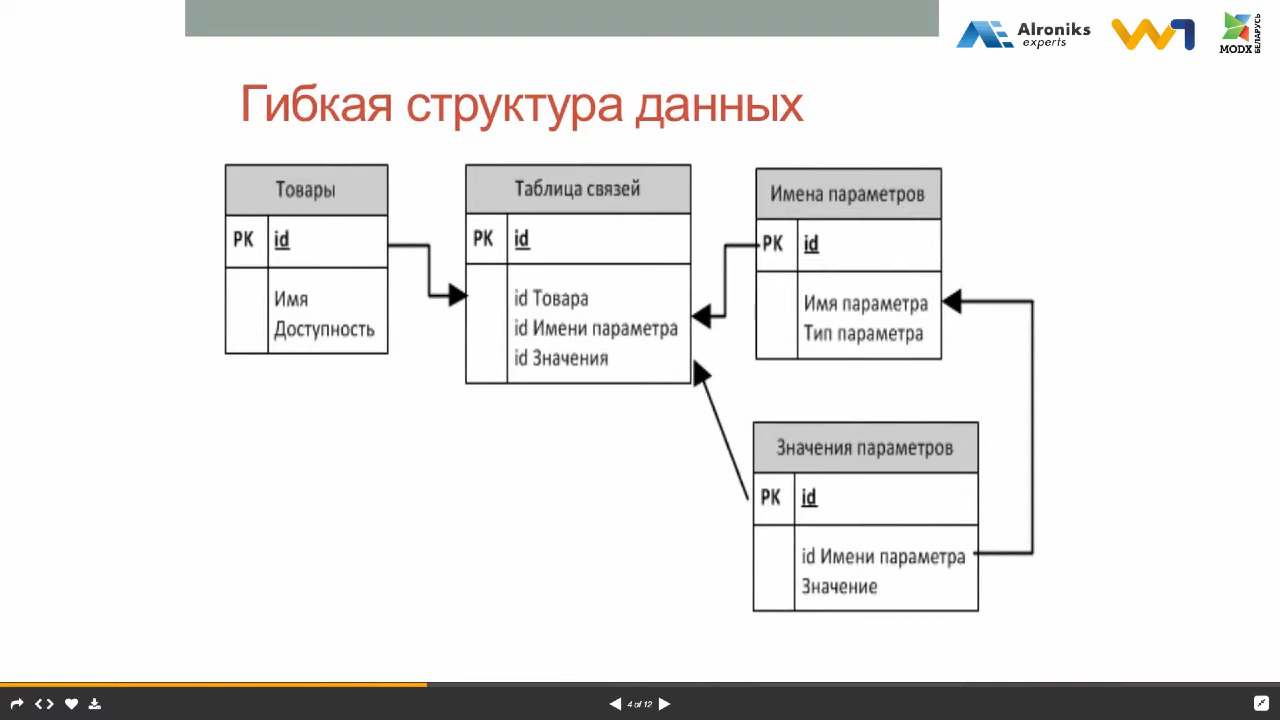 Alroniks
experts
MODX
БЕЛАРУСЬ
Гибкая структура данных
Товары
PK id
Имя
Доступность
Таблица связей
PK id
id Товара
id Имени параметра
id Значения
Имена параметров
PK id
Имя параметра
Тип параметра
Значения параметров
PK id
id Имени параметра
Значение
4 of 12